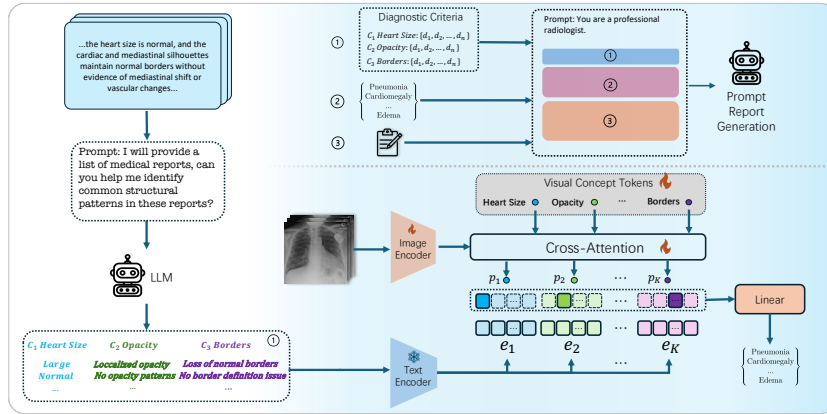 ...the heart size is normal, and the
cardiac and mediastinal silhouettes
maintain normal borders without
evidence of mediastinal shift or
vascular changes...
Prompt: I will provide a
list of medical reports, can
you help me identify
common structural
patterns in these reports?
LLM
①
C₁ Heart Size C₂ Opacity C₃ Borders
Large Loccalised opacity Loss of normal borders
Normal No opacity patterns No border definition issue
... ... ...
Diagnostic Criteria
① C₁ Heart Size: {d₁, d₂, ..., dₙ}
C₂ Opacity: {d₁, d₂, ..., dₙ}
C₃ Borders: {d₁, d₂, ..., dₙ}
② Pneumonia
Cardiomegaly
...
Edema
③
Prompt: You are a professional
radiologist.
①
②
③
Prompt
Report
Generation
Visual Concept Tokens
Heart Size Opacity ... Borders
Image
Encoder
Cross-Attention
p₁ p₂ ... p_K
... ... ... ...
Linear
... ... ... ...
e₁ e₂ ... e_K
Text
Encoder
...
Pneumonia
Cardiomegaly
...
Edema